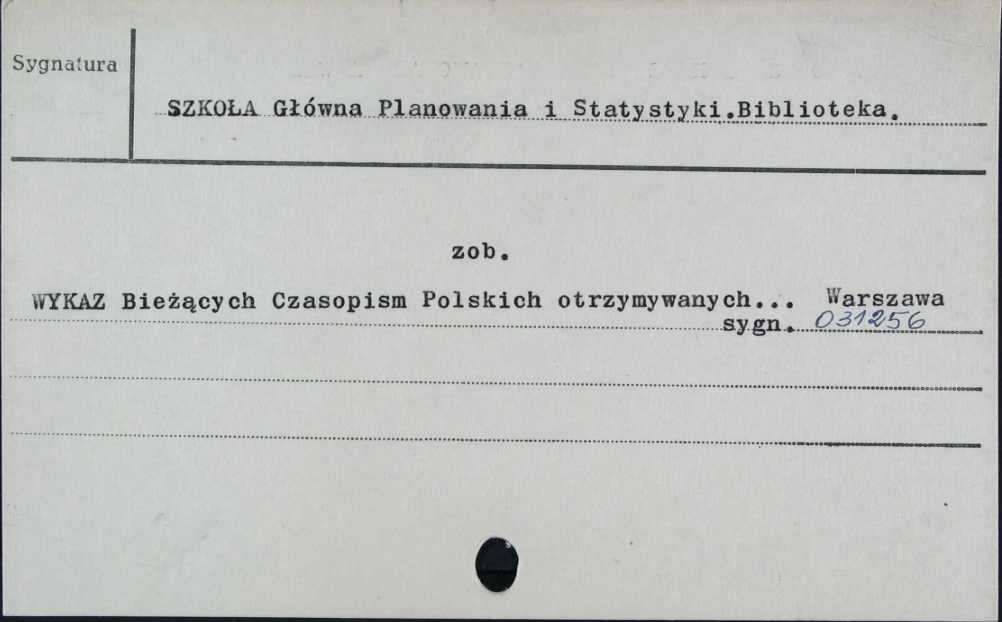 Sygnatura
SZKOŁA Główna Planowania i Statystyki.Biblioteka.
zob.
WYKAZ Bieżących Czasopism Polskich otrzymywanych... Warszawa
sygn. 031256